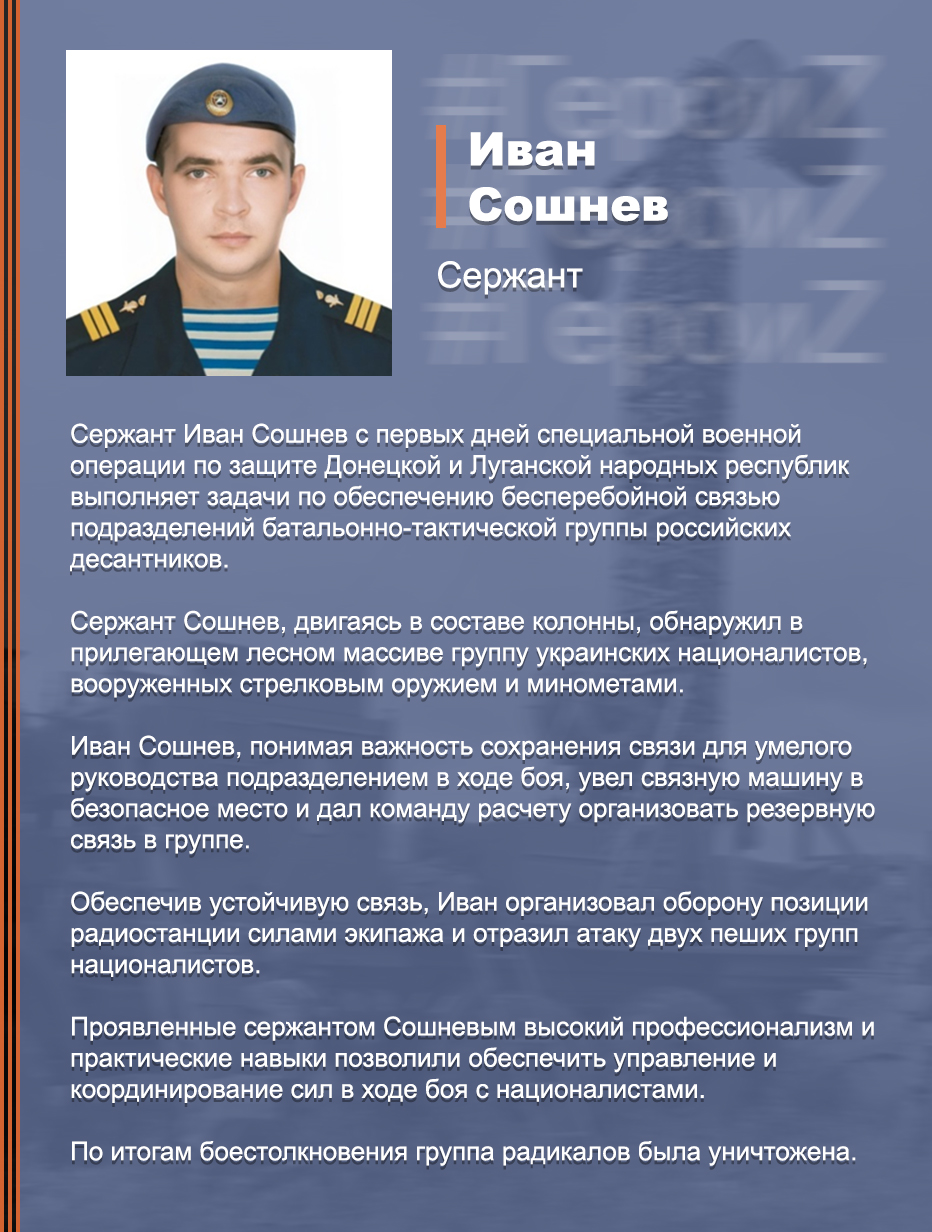 #ГероиZ
#ГероиZ
#ГероиZ
Иван
Сошнев
Сержант
Сержант Иван Сошнев с первых дней специальной военной
операции по защите Донецкой и Луганской народных республик
выполняет задачи по обеспечению бесперебойной связью
подразделений батальонно-тактической группы российских
десантников.
Сержант Сошнев, двигаясь в составе колонны, обнаружил в
прилегающем лесном массиве группу украинских националистов,
вооруженных стрелковым оружием и минометами.
Иван Сошнев, понимая важность сохранения связи для умелого
руководства подразделением в ходе боя, увел связную машину в
безопасное место и дал команду расчету организовать резервную
связь в группе.
Обеспечив устойчивую связь, Иван организовал оборону позиции
радиостанции силами экипажа и отразил атаку двух пеших групп
националистов.
Проявленные сержантом Сошневым высокий профессионализм и
практические навыки позволили обеспечить управление и
координирование сил в ходе боя с националистами.
По итогам боестолкновения группа радикалов была уничтожена.